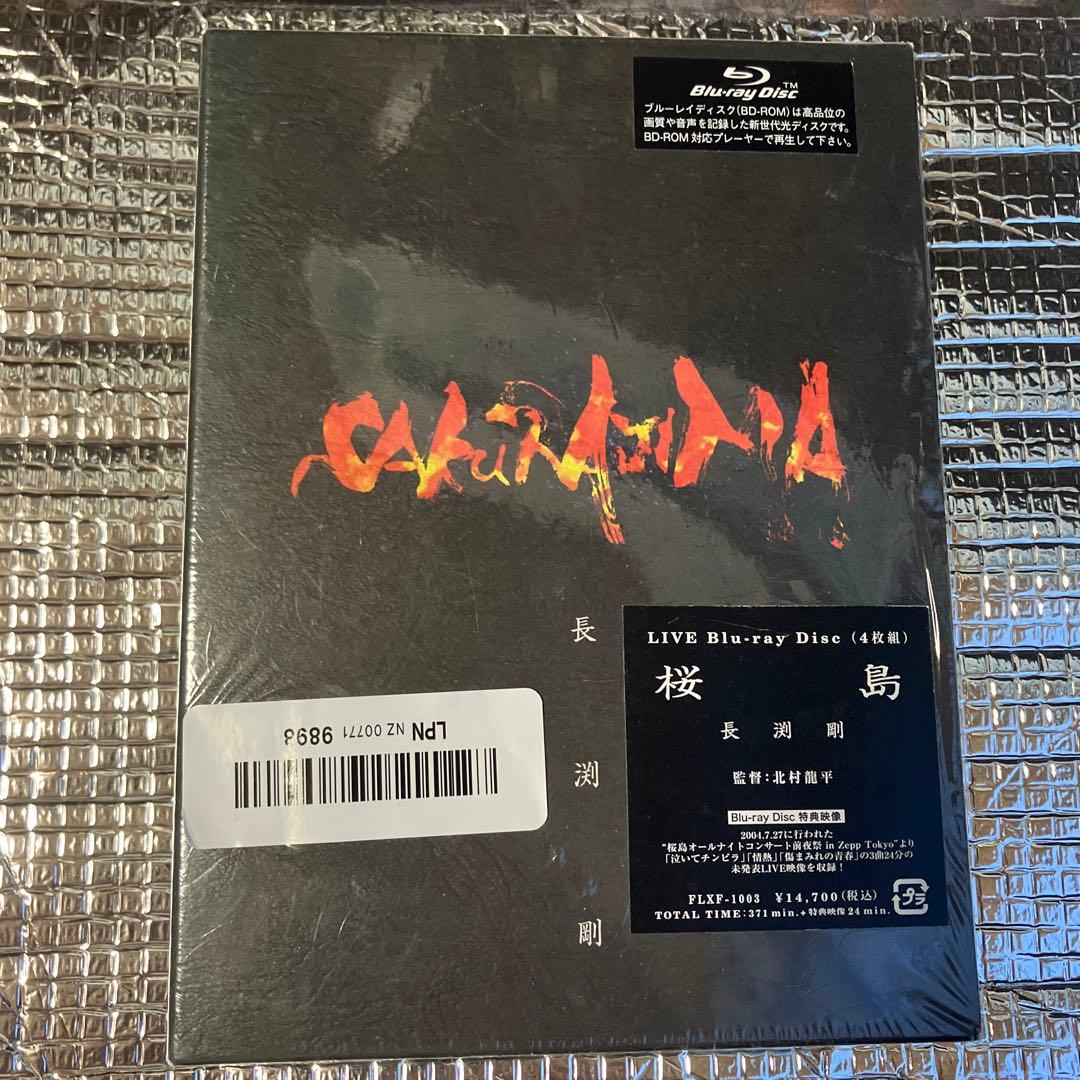 Blu-ray Disc™
ブルーレイディスク(BD-ROM)は高品位の
画質や音声を記録した新世代光ディスクです。
BD-ROM 対応プレーヤーで再生して下さい。
SAKURAJIMA
長渕剛
LPN NZ 00771 9898
LIVE Blu-ray Disc (4枚組)
桜島
長渕剛
監督:北村龍平
Blu-ray Disc 特典映像
2004.7.27に行われた
"桜島オールナイトコンサート前夜祭 in Zepp Tokyo"より
「泣いてチンピラ」「情熱」「傷まみれの青春」の3曲24分の
未発表LIVE映像を収録!
FLXF-1003 ¥14,700(税込)
TOTAL TIME:371 min.+特典映像 24 min.
プラ